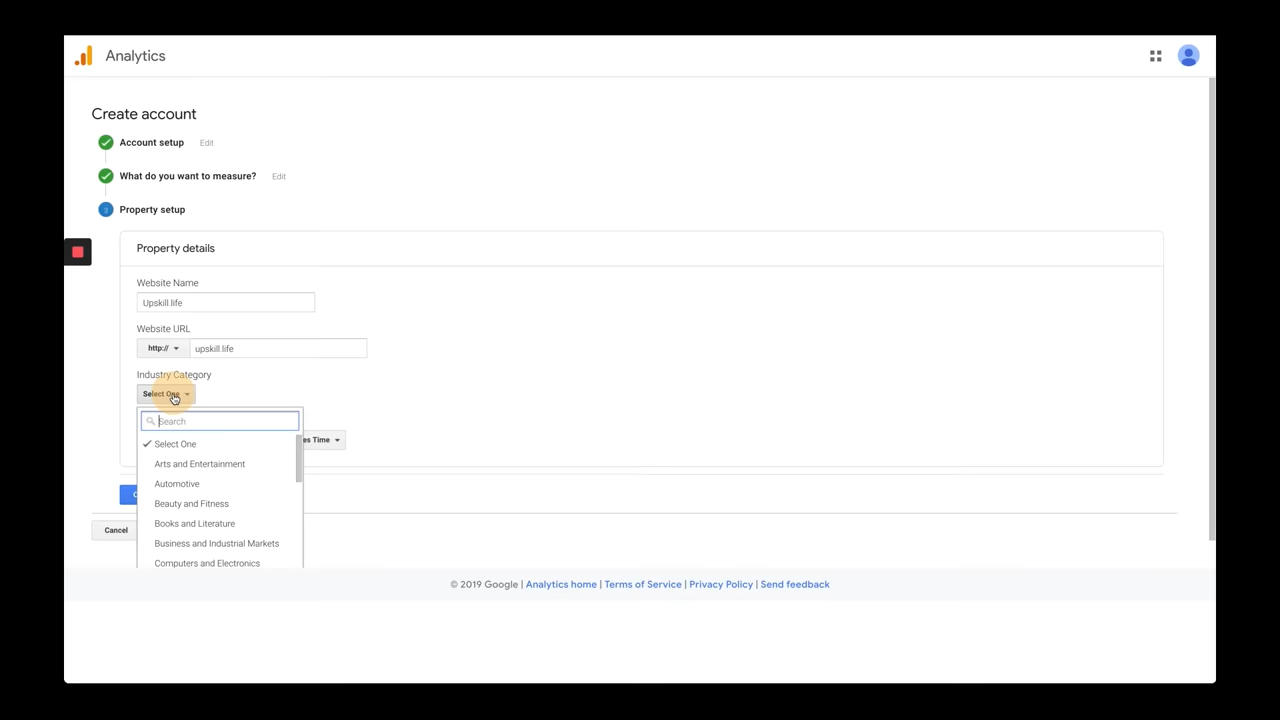 Analytics
Create account
Account setup Edit
What do you want to measure? Edit
3 Property setup
Property details
Website Name
Upskill.life
Website URL
http:// upskill.life
Industry Category
Select One
Search
Select One
es Time
Arts and Entertainment
Automotive
Beauty and Fitness
Books and Literature
Cancel
Business and Industrial Markets
Computers and Electronics
© 2019 Google | Analytics home | Terms of Service | Privacy Policy | Send feedback